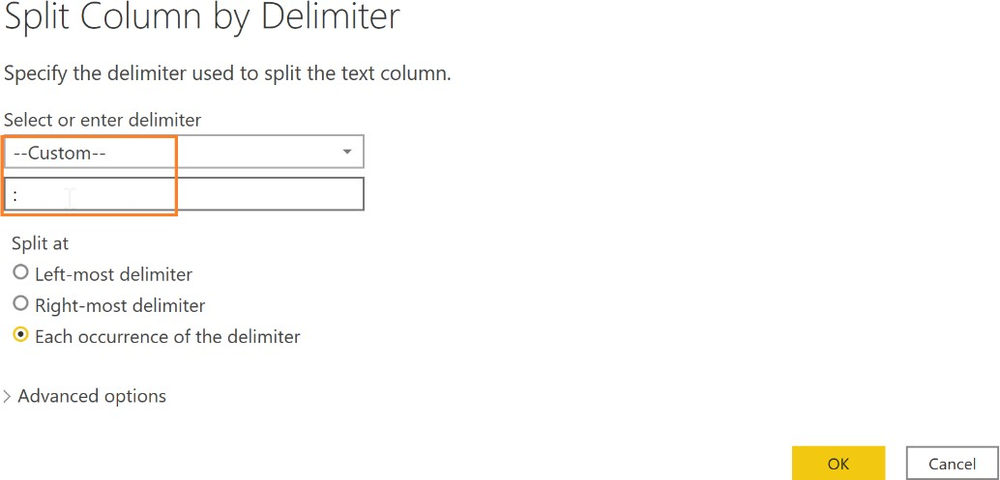 Split Column by Delimiter
Specify the delimiter used to split the text column.
Select or enter delimiter
--Custom--
:
Split at
Left-most delimiter
Right-most delimiter
Each occurrence of the delimiter
Advanced options
OK Cancel